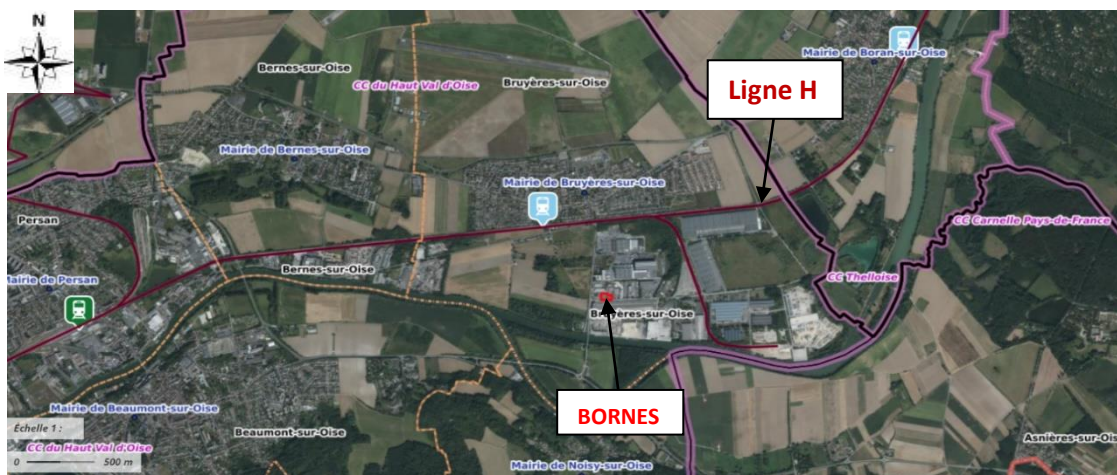 N
Mairie de Boran-sur-Oise
Bernes-sur-Oise
CC du Haut Val d'Oise
Bruyères-sur-Oise
Ligne H
Mairie de Bernes-sur-Oise
Mairie de Bruyères-sur-Oise
Persan
CC Carnelle Pays-de-France
Bernes-sur-Oise
CC Thelloise
Mairie de Persan
Bruyères-sur-Oise
BORNES
Mairie de Beaumont-sur-Oise
Échelle 1 :
Beaumont-sur-Oise
Asnières-sur-Ois
CC du Haut Val d'Oise
0 500 m
Mairie de Noisy-sur-Oise